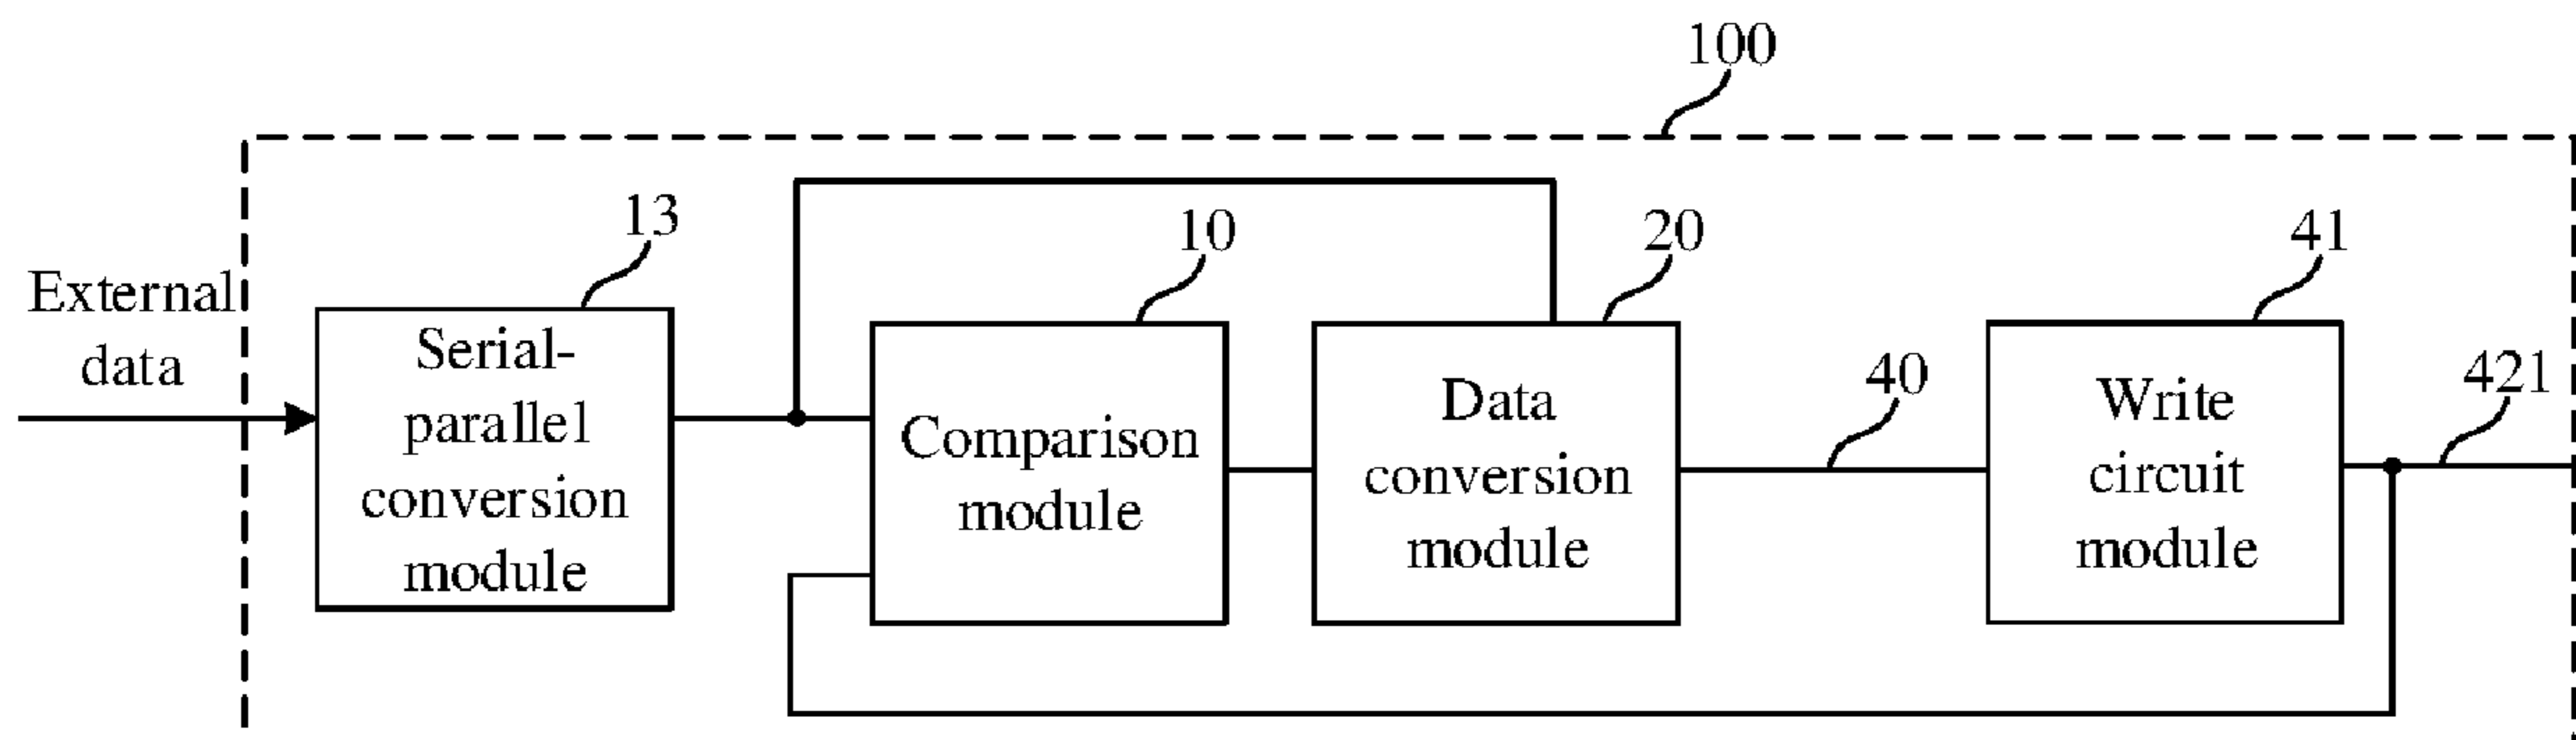 100
13
10
20
41
External
data
Serial-
parallel
conversion
module
Comparison
module
Data
conversion
module
40
Write
circuit
module
421